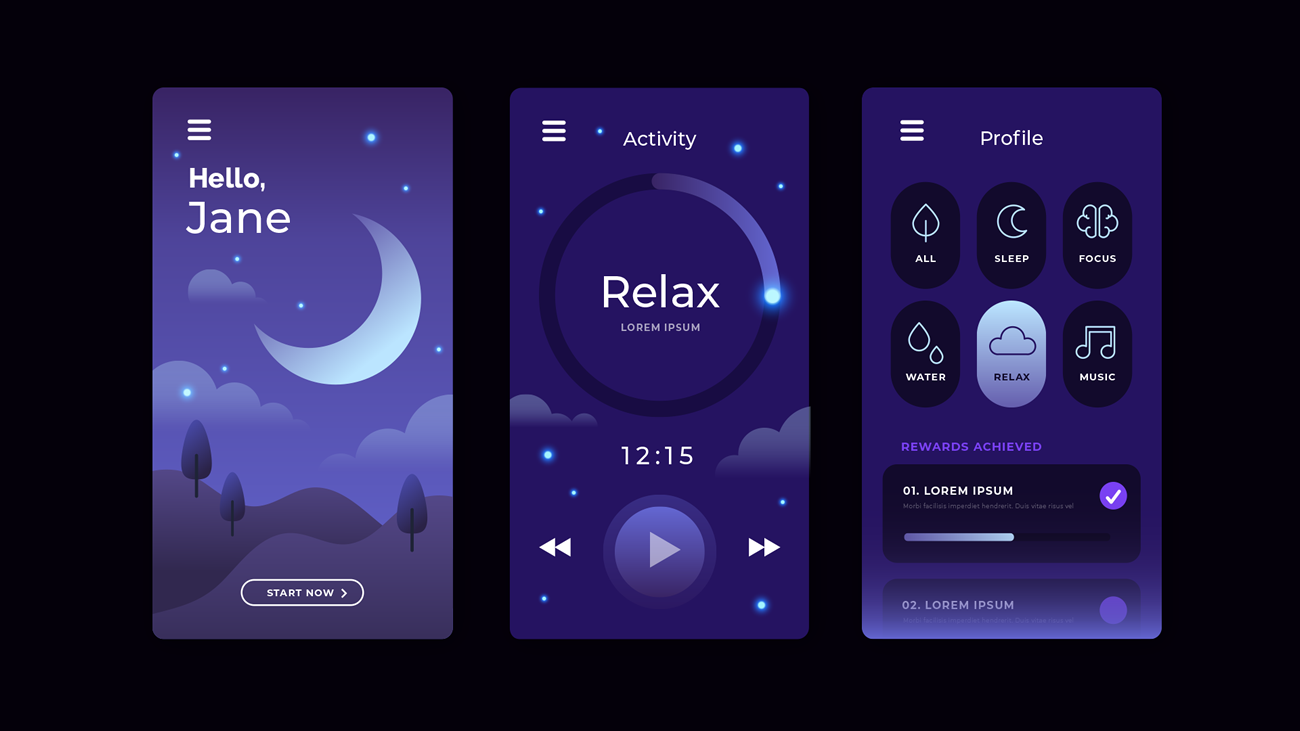 Hello,
Jane
START NOW
Activity
Relax
LOREM IPSUM
12:15
Profile
ALL
SLEEP
FOCUS
WATER
RELAX
MUSIC
REWARDS ACHIEVED
01. LOREM IPSUM
Morbi facilisis imperdiet hendrerit. Duis vitae risus vel
02. LOREM IPSUM